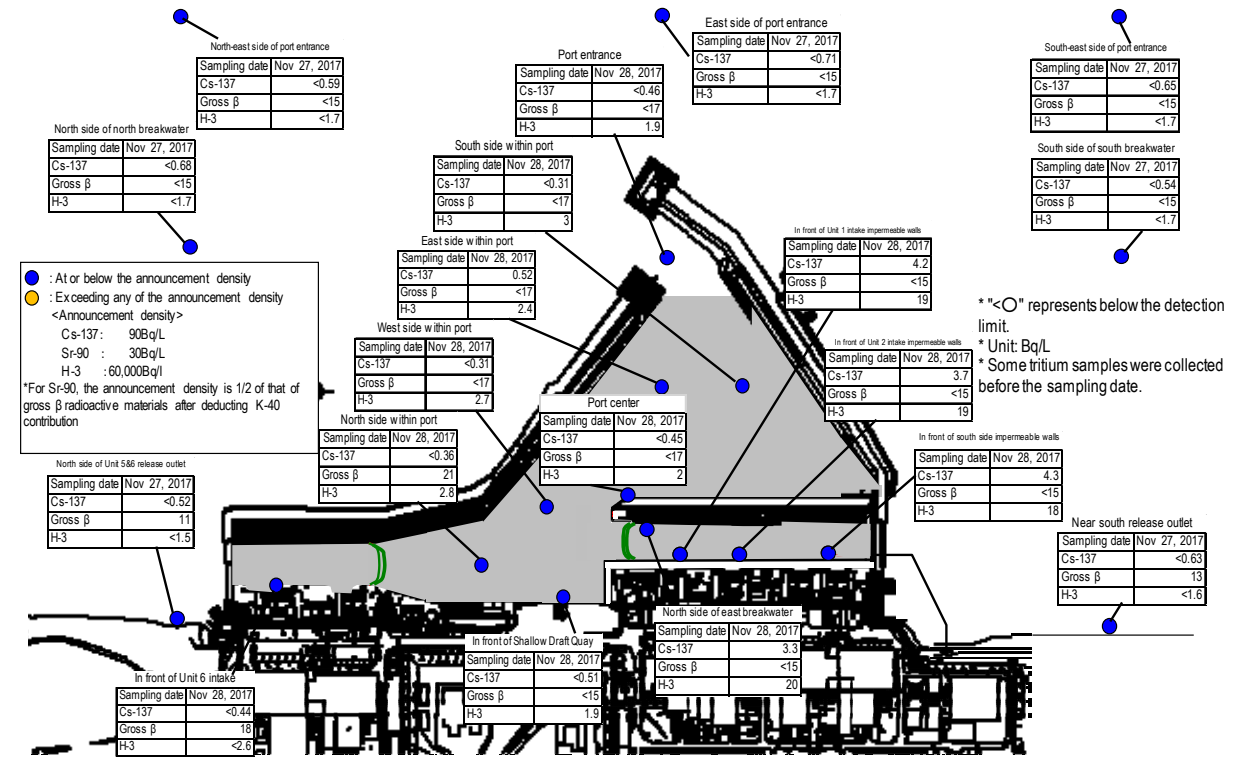 North-east side of port entrance
Sampling date Nov 27, 2017
Cs-137 <0.59
Gross β <15
H-3 <1.7
East side of port entrance
Sampling date Nov 27, 2017
Cs-137 <0.71
Gross β <15
H-3 <1.7
South-east side of port entrance
Sampling date Nov 27, 2017
Cs-137 <0.65
Gross β <15
H-3 <1.7
Port entrance
Sampling date Nov 28, 2017
Cs-137 <0.46
Gross β <17
H-3 1.9
North side of north breakwater
Sampling date Nov 27, 2017
Cs-137 <0.68
Gross β <15
H-3 <1.7
South side within port
Sampling date Nov 28, 2017
Cs-137 <0.31
Gross β <17
H-3 3
South side of south breakwater
Sampling date Nov 27, 2017
Cs-137 <0.54
Gross β <15
H-3 <1.7
East side within port
Sampling date Nov 28, 2017
Cs-137 0.52
Gross β <17
H-3 2.4
In front of Unit 1 intake impermeable walls
Sampling date Nov 28, 2017
Cs-137 4.2
Gross β <15
H-3 19
: At or below the announcement density
: Exceeding any of the announcement density
<Announcement density>
Cs-137: 90Bq/L
Sr-90 : 30Bq/L
H-3 :60,000Bq/l
*For Sr-90, the announcement density is 1/2 of that of
gross β radioactive materials after deducting K-40
contribution
* "<○" represents below the detection
limit.
* Unit: Bq/L
* Some tritium samples were collected
before the sampling date.
West side within port
Sampling date Nov 28, 2017
Cs-137 <0.31
Gross β <17
H-3 2.7
In front of Unit 2 intake impermeable walls
Sampling date Nov 28, 2017
Cs-137 3.7
Gross β <15
H-3 19
Port center
Sampling date Nov 28, 2017
Cs-137 <0.45
Gross β <17
H-3 2
North side within port
Sampling date Nov 28, 2017
Cs-137 <0.36
Gross β 21
H-3 2.8
In front of south side impermeable walls
Sampling date Nov 28, 2017
Cs-137 4.3
Gross β <15
H-3 18
North side of Unit 5&6 release outlet
Sampling date Nov 27, 2017
Cs-137 <0.52
Gross β 11
H-3 <1.5
Near south release outlet
Sampling date Nov 27, 2017
Cs-137 <0.63
Gross β 13
H-3 <1.6
North side of east breakwater
Sampling date Nov 28, 2017
Cs-137 3.3
Gross β <15
H-3 20
In front of Shallow Draft Quay
Sampling date Nov 28, 2017
Cs-137 <0.51
Gross β <15
H-3 1.9
In front of Unit 6 intake
Sampling date Nov 28, 2017
Cs-137 <0.44
Gross β 18
H-3 <2.6